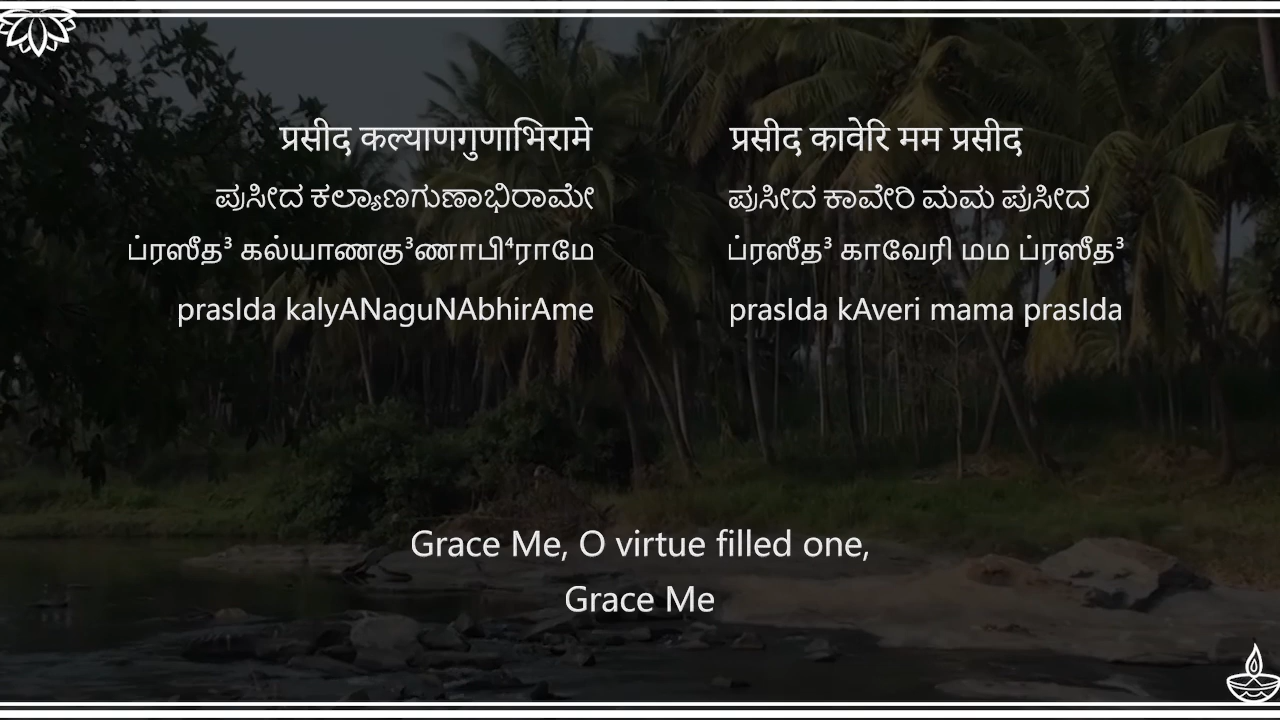 प्रसीद कल्याणगुणाभिरामे प्रसीद कावेरि मम प्रसीद
ಪ್ರಸೀದ ಕಲ್ಯಾಣಗುಣಾಭಿರಾಮೇ ಪ್ರಸೀದ ಕಾವೇರಿ ಮಮ ಪ್ರಸೀದ
ப்ரஸீத³ கல்யாணகு³ணாபி⁴ராமே ப்ரஸீத³ காவேரி மம ப்ரஸீத³
prasIda kalyANaguNAbhirAme prasIda kAveri mama prasIda
Grace Me, O virtue filled one,
Grace Me